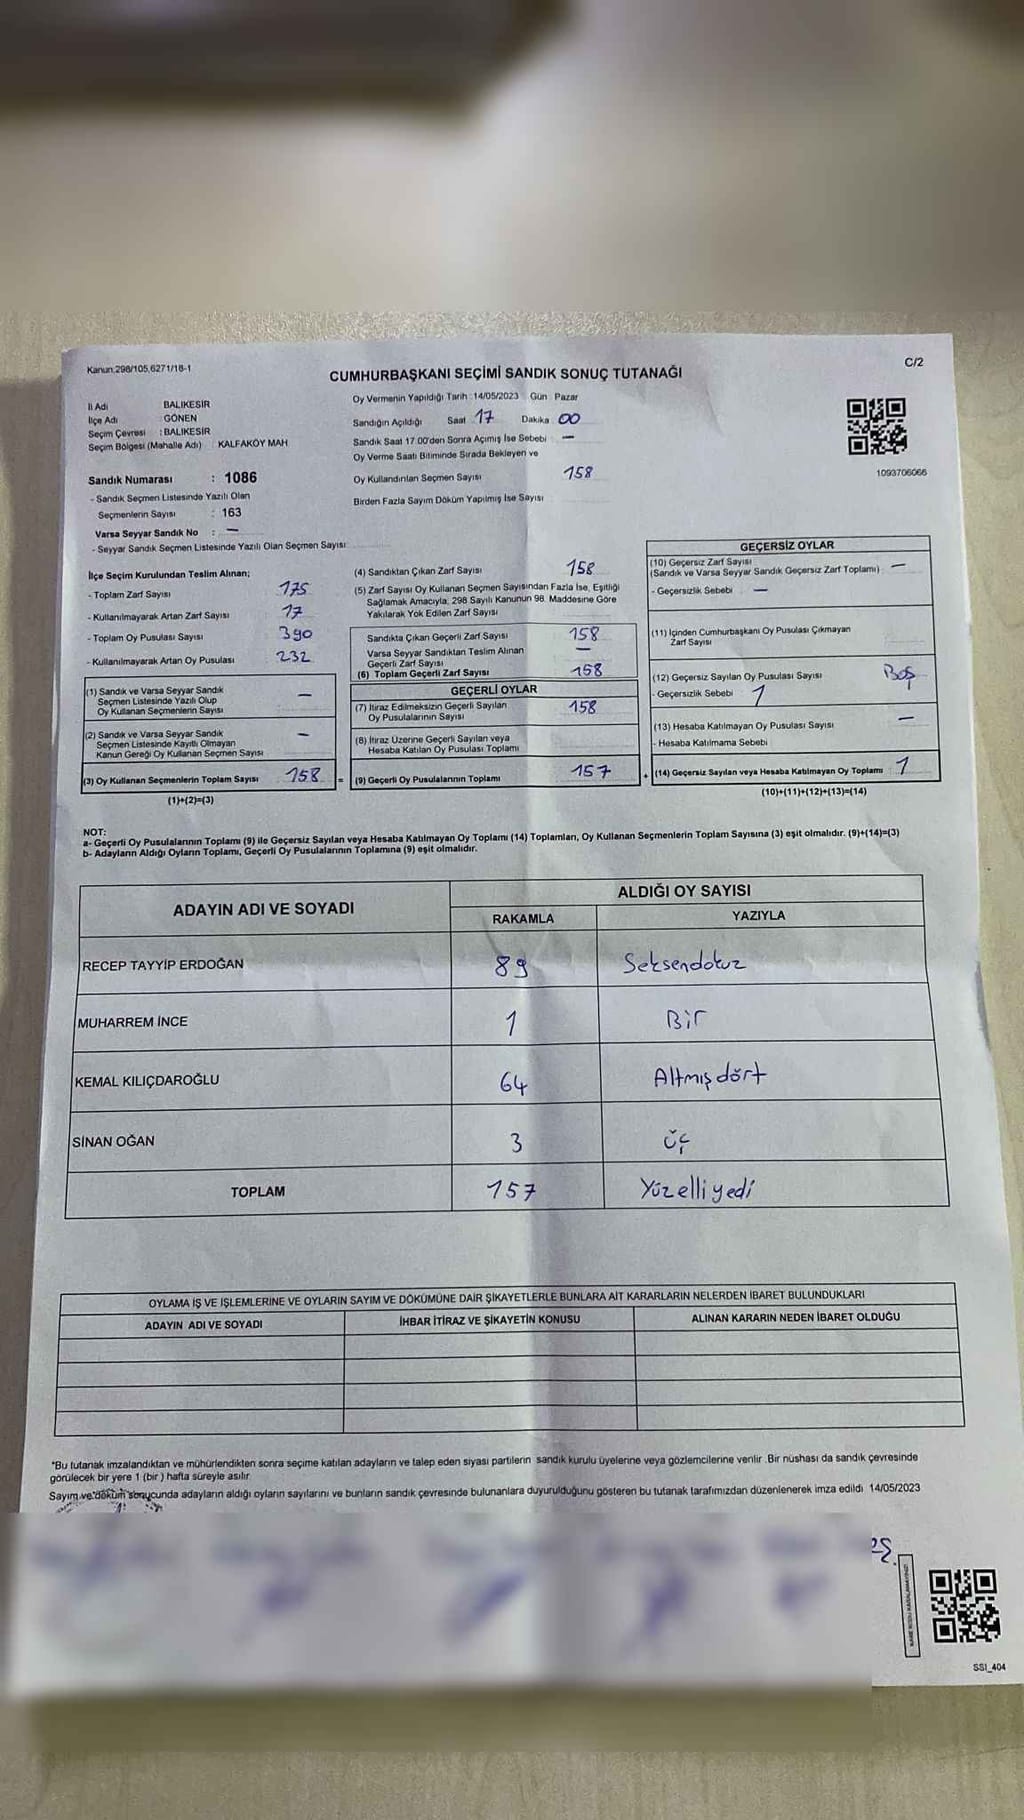 Kanun:298/105,6271/18-1
C/2
CUMHURBAŞKANI SEÇİMİ SANDIK SONUÇ TUTANAĞI
İl Adı BALIKESİR
İlçe Adı GÖNEN
Seçim Çevresi : BALIKESİR
Seçim Bölgesi (Mahalle Adı) KALFAKÖY MAH
Sandık Numarası : 1086
- Sandık Seçmen Listesinde Yazılı Olan
Seçmenlerin Sayısı : 163
Varsa Seyyar Sandık No : —
- Seyyar Sandık Seçmen Listesinde Yazılı Olan Seçmen Sayısı
Oy Vermenin Yapıldığı Tarih :14/05/2023 Gün Pazar
Sandığın Açıldığı Saat 17 Dakika 00
Sandık Saat 17.00'den Sonra Açılmış İse Sebebi —
Oy Verme Saati Bitiminde Sırada Bekleyen ve
Oy Kullandırılan Seçmen Sayısı 158
Birden Fazla Sayım Döküm Yapılmış İse Sayısı
1093706066
İlçe Seçim Kurulundan Teslim Alınan;
- Toplam Zarf Sayısı 175
- Kullanılmayarak Artan Zarf Sayısı 17
- Toplam Oy Pusulası Sayısı 390
- Kullanılmayarak Artan Oy Pusulası 232
(1) Sandık ve Varsa Seyyar Sandık
Seçmen Listesinde Yazılı Olup
Oy Kullanan Seçmenlerin Sayısı —
(2) Sandık ve Varsa Seyyar Sandık
Seçmen Listesinde Kayıtlı Olmayan
Kanun Gereği Oy Kullanan Seçmen Sayısı —
(3) Oy Kullanan Seçmenlerin Toplam Sayısı 158 =
(1)+(2)=(3)
(4) Sandıktan Çıkan Zarf Sayısı 158
(5) Zarf Sayısı Oy Kullanan Seçmen Sayısından Fazla İse, Eşitliği
Sağlamak Amacıyla; 298 Sayılı Kanunun 98. Maddesine Göre
Yakılarak Yok Edilen Zarf Sayısı
Sandıkta Çıkan Geçerli Zarf Sayısı 158
Varsa Seyyar Sandıktan Teslim Alınan
Geçerli Zarf Sayısı —
(6) Toplam Geçerli Zarf Sayısı 158
GEÇERLİ OYLAR
(7) İtiraz Edilmeksizin Geçerli Sayılan
Oy Pusulalarının Sayısı 158
(8) İtiraz Üzerine Geçerli Sayılan veya
Hesaba Katılan Oy Pusulası Toplamı
(9) Geçerli Oy Pusulalarının Toplamı 157 +
GEÇERSİZ OYLAR
(10) Geçersiz Zarf Sayısı
(Sandık ve Varsa Seyyar Sandık Geçersiz Zarf Toplamı) —
- Geçersizlik Sebebi —
(11) İçinden Cumhurbaşkanı Oy Pusulası Çıkmayan
Zarf Sayısı
(12) Geçersiz Sayılan Oy Pusulası Sayısı Boş
- Geçersizlik Sebebi 1
(13) Hesaba Katılmayan Oy Pusulası Sayısı —
- Hesaba Katılmama Sebebi
(14) Geçersiz Sayılan veya Hesaba Katılmayan Oy Toplamı 1
(10)+(11)+(12)+(13)=(14)
NOT:
a- Geçerli Oy Pusulalarının Toplamı (9) ile Geçersiz Sayılan veya Hesaba Katılmayan Oy Toplamı (14) Toplamları, Oy Kullanan Seçmenlerin Toplam Sayısına (3) eşit olmalıdır. (9)+(14)=(3)
b- Adayların Aldığı Oyların Toplamı, Geçerli Oy Pusulalarının Toplamına (9) eşit olmalıdır.
ADAYIN ADI VE SOYADI
ALDIĞI OY SAYISI
RAKAMLA YAZIYLA
RECEP TAYYİP ERDOĞAN 89 Seksendokuz
MUHARREM İNCE 1 Bir
KEMAL KILIÇDAROĞLU 64 Altmışdört
SİNAN OĞAN 3 üç
TOPLAM 157 Yüzelliyedi
OYLAMA İŞ VE İŞLEMLERİNE VE OYLARIN SAYIM VE DÖKÜMÜNE DAİR ŞİKAYETLERLE BUNLARA AİT KARARLARIN NELERDEN İBARET BULUNDUKLARI
ADAYIN ADI VE SOYADI İHBAR İTİRAZ VE ŞİKAYETİN KONUSU ALINAN KARARIN NEDEN İBARET OLDUĞU
*Bu tutanak imzalandıktan ve mühürlendikten sonra seçime katılan adayların ve talep eden siyasi partilerin sandık kurulu üyelerine veya gözlemcilerine verilir. Bir nüshası da sandık çevresinde
görülecek bir yere 1 (bir ) hafta süreyle asılır
Sayım ve döküm sonucunda adayların aldığı oyların sayılarını ve bunların sandık çevresinde bulunanlara duyurulduğunu gösteren bu tutanak tarafımızdan düzenlenerek imza edildi 14/05/2023
SSI_404